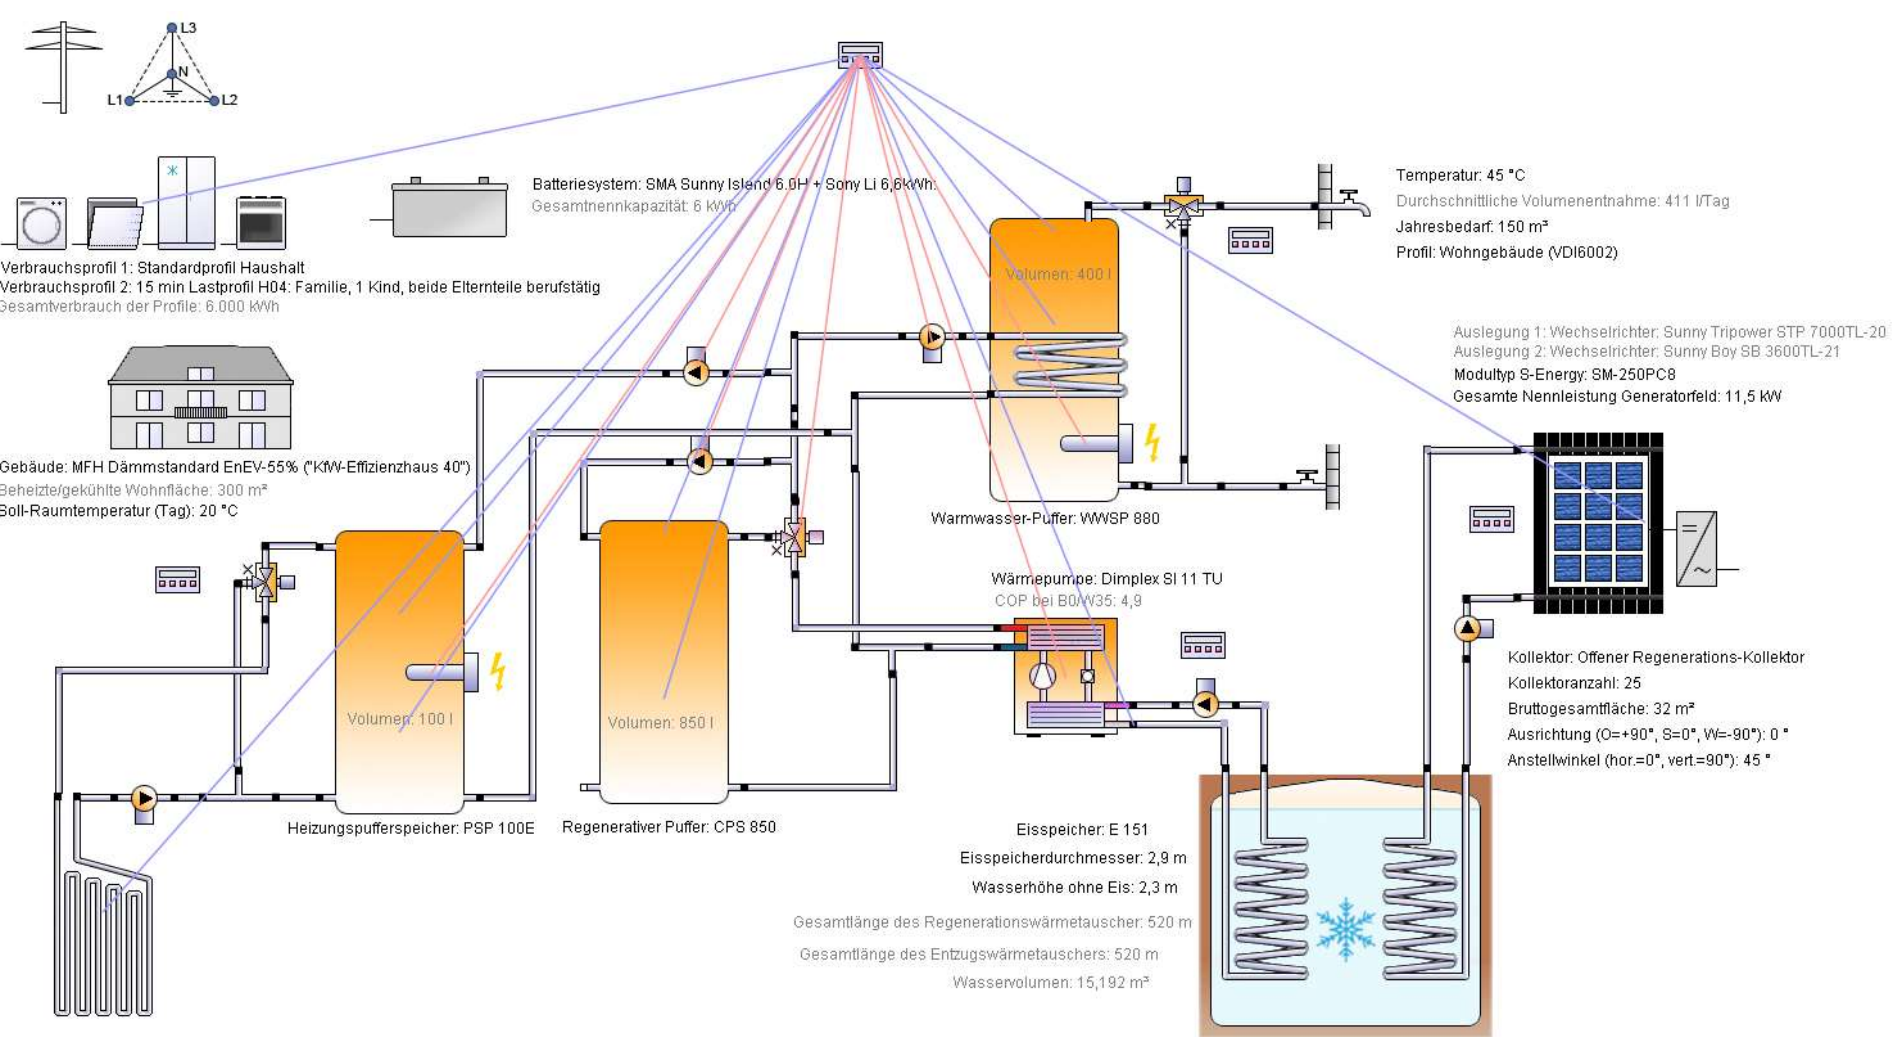 L3
N
L1
L2
Batteriesystem: SMA Sunny Island 6.0H + Sony Li 6,6kWh:
Gesamtnennkapazität: 6 kWh
Temperatur: 45 °C
Durchschnittliche Volumenentnahme: 411 l/Tag
Jahresbedarf: 150 m³
Profil: Wohngebäude (VDI6002)
Verbrauchsprofil 1: Standardprofil Haushalt
Verbrauchsprofil 2: 15 min Lastprofil H04: Familie, 1 Kind, beide Elternteile berufstätig
Gesamtverbrauch der Profile: 6.000 kWh
Volumen: 400 l
Auslegung 1: Wechselrichter: Sunny Tripower STP 7000TL-20
Auslegung 2: Wechselrichter: Sunny Boy SB 3600TL-21
Modultyp S-Energy: SM-250PC8
Gesamte Nennleistung Generatorfeld: 11,5 kW
Gebäude: MFH Dämmstandard EnEV-55% ("KfW-Effizienzhaus 40")
Beheizte/gekühlte Wohnfläche: 300 m²
Soll-Raumtemperatur (Tag): 20 °C
Warmwasser-Puffer: WWSP 880
Wärmepumpe: Dimplex SI 11 TU
COP bei B0/W35: 4,9
Volumen: 100 l
Volumen: 850 l
Kollektor: Offener Regenerations-Kollektor
Kollektoranzahl: 25
Bruttogesamtfläche: 32 m²
Ausrichtung (O=+90°, S=0°, W=-90°): 0 °
Anstellwinkel (hor.=0°, vert.=90°): 45 °
Heizungspufferspeicher: PSP 100E
Regenerativer Puffer: CPS 850
Eisspeicher: E 151
Eisspeicherdurchmesser: 2,9 m
Wasserhöhe ohne Eis: 2,3 m
Gesamtlänge des Regenerationswärmetauscher: 520 m
Gesamtlänge des Entzugswärmetauschers: 520 m
Wasservolumen: 15,192 m³